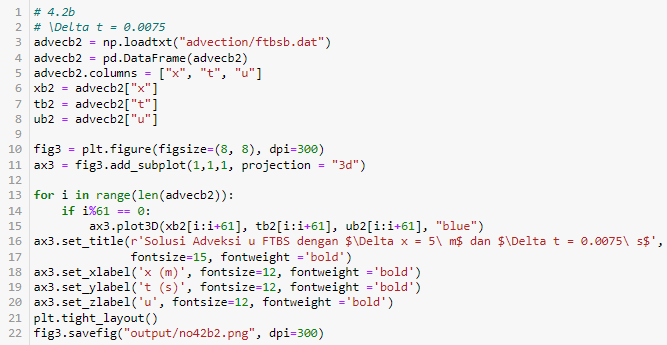 1 # 4.2b
2 # \Delta t = 0.0075
3 advecb2 = np.loadtxt("advection/ftbsb.dat")
4 advecb2 = pd.DataFrame(advecb2)
5 advecb2.columns = ["x", "t", "u"]
6 xb2 = advecb2["x"]
7 tb2 = advecb2["t"]
8 ub2 = advecb2["u"]
9
10 fig3 = plt.figure(figsize=(8, 8), dpi=300)
11 ax3 = fig3.add_subplot(1,1,1, projection = "3d")
12
13 for i in range(len(advecb2)):
14     if i%61 == 0:
15         ax3.plot3D(xb2[i:i+61], tb2[i:i+61], ub2[i:i+61], "blue")
16 ax3.set_title(r'Solusi Adveksi u FTBS dengan $\Delta x = 5\ m$ dan $\Delta t = 0.0075\ s$',
17               fontsize=15, fontweight ='bold')
18 ax3.set_xlabel('x (m)', fontsize=12, fontweight ='bold')
19 ax3.set_ylabel('t (s)', fontsize=12, fontweight ='bold')
20 ax3.set_zlabel('u', fontsize=12, fontweight ='bold')
21 plt.tight_layout()
22 fig3.savefig("output/no42b2.png", dpi=300)